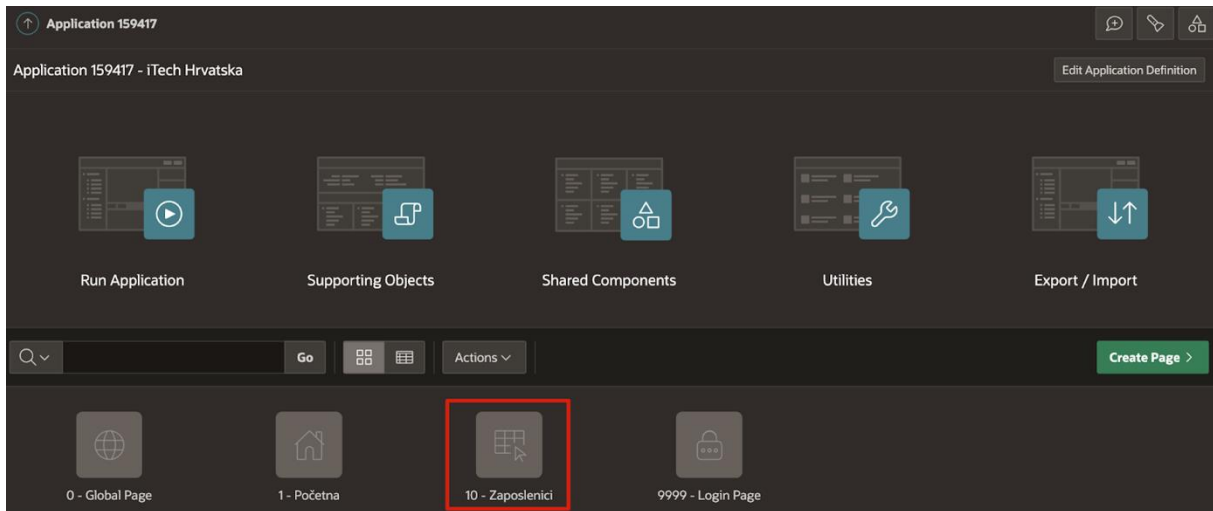 Application 159417
Application 159417 - iTech Hrvatska
Edit Application Definition
Run Application
Supporting Objects
Shared Components
Utilities
Export / Import
Go
Actions
Create Page
0 - Global Page
1 - Početna
10 - Zaposlenici
9999 - Login Page